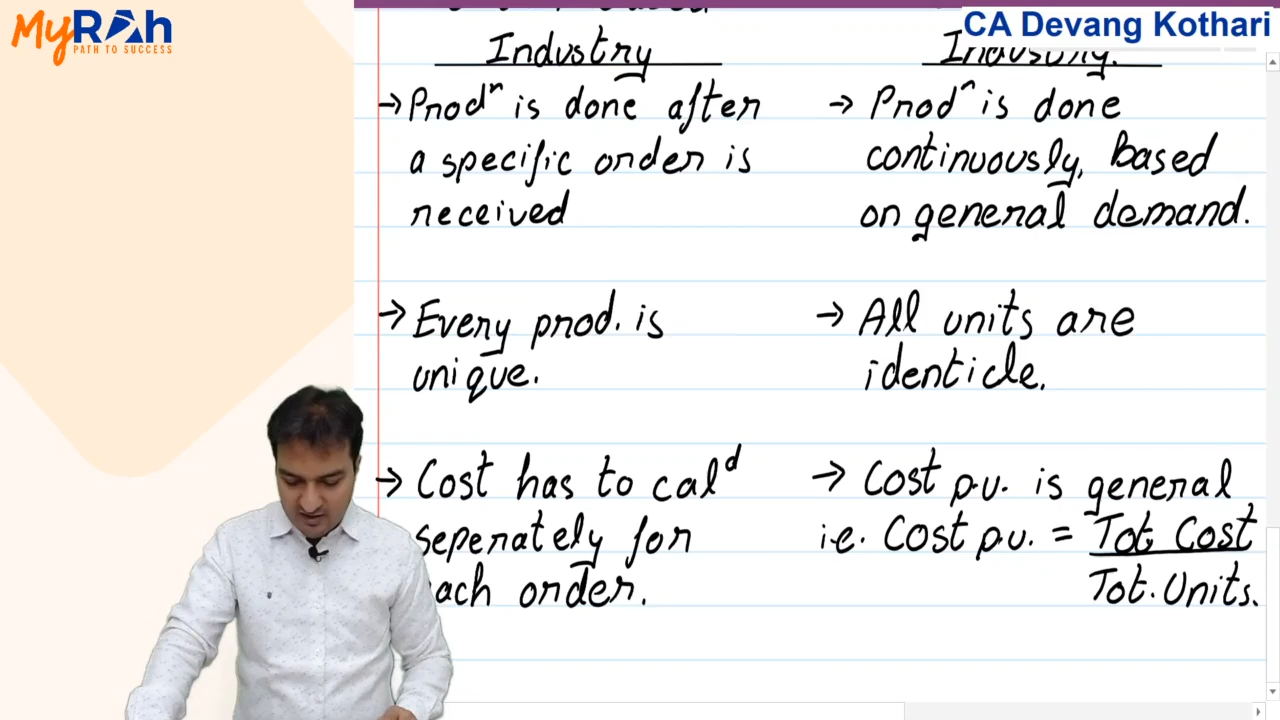 MyRAh
PATH TO SUCCESS
CA Devang Kothari
Industry
→ Prodⁿ is done after
a specific order is
received
→ Every prod. is
unique.
→ Cost has to calᵈ
seperately for
each order.
Industry.
→ Prodⁿ is done
continuously, based
on general demand.
→ All units are
identicle.
→ Cost p.u. is general
i.e. Cost p.u. = Tot. Cost
Tot. Units.